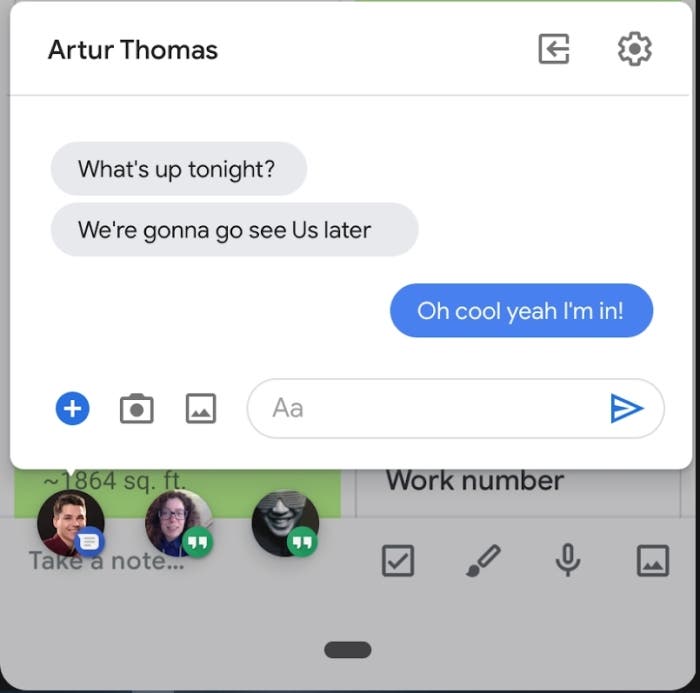 Artur Thomas
What's up tonight?
We're gonna go see Us later
Oh cool yeah I'm in!
Aa
~1864 sq. ft.
Work number
Take a note...